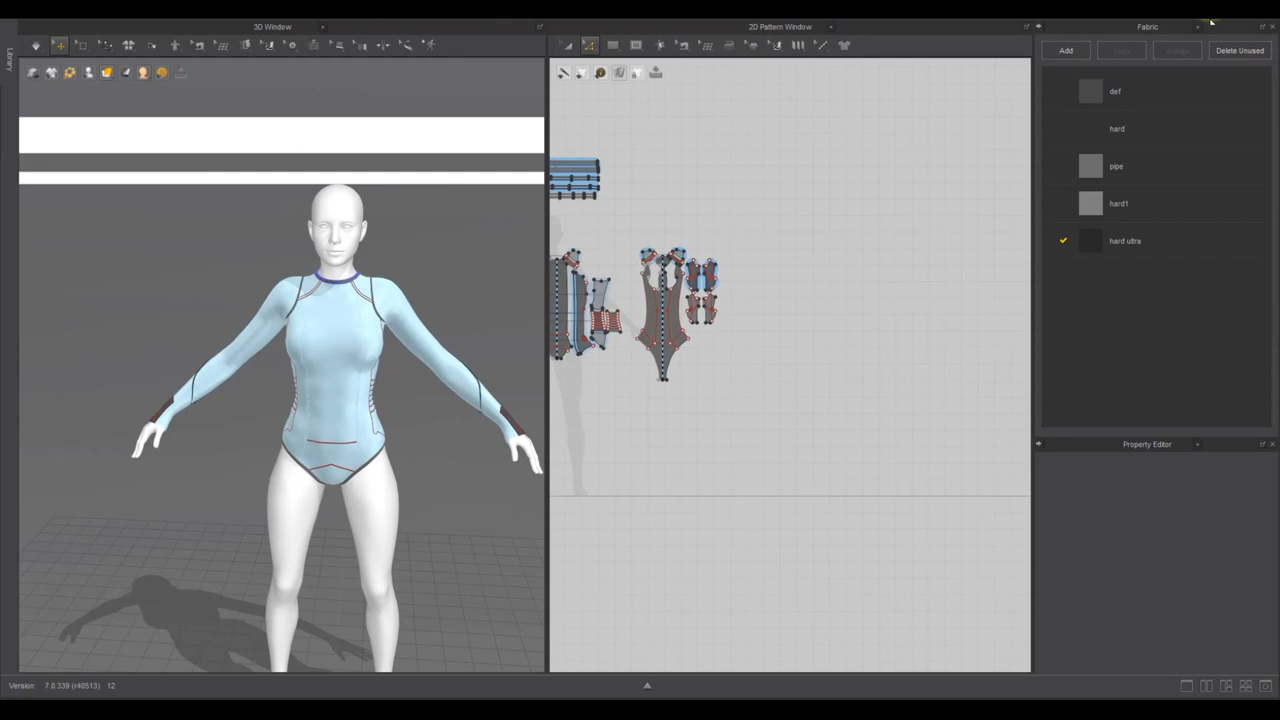 3D Window
2D Pattern Window
Fabric
Library
Add
Delete Unused
def
hard
pipe
hard1
hard ultra
Property Editor
Version: 7.0.339 (r40513) 12